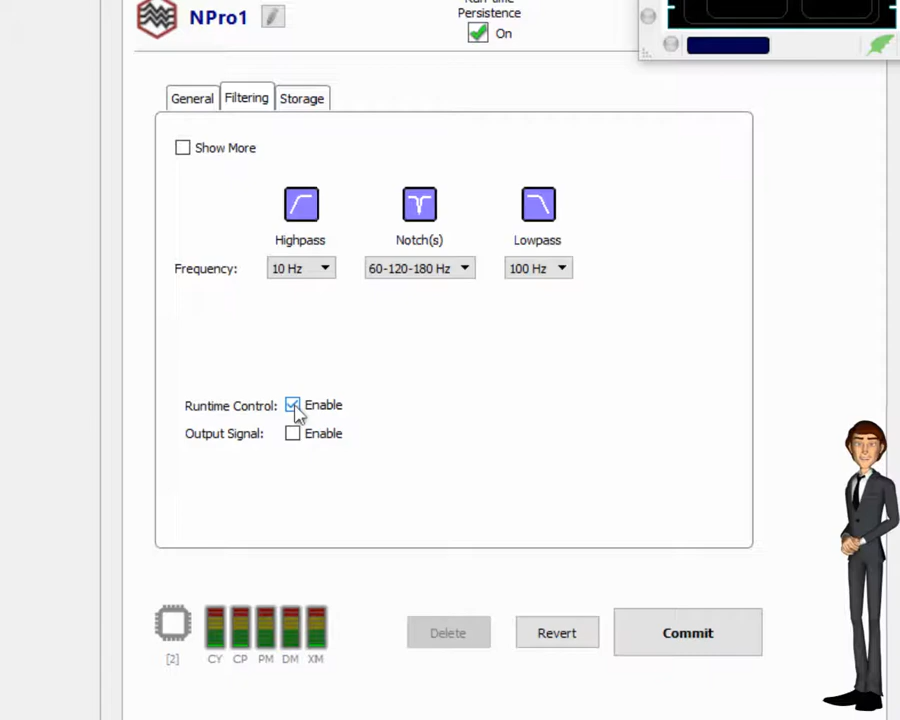 NPro1
Persistence
On
General Filtering Storage
Show More
Highpass Notch(s) Lowpass
Frequency: 10 Hz 60-120-180 Hz 100 Hz
Runtime Control: Enable
Output Signal: Enable
[2] CY CP PM DM XM
Delete Revert Commit